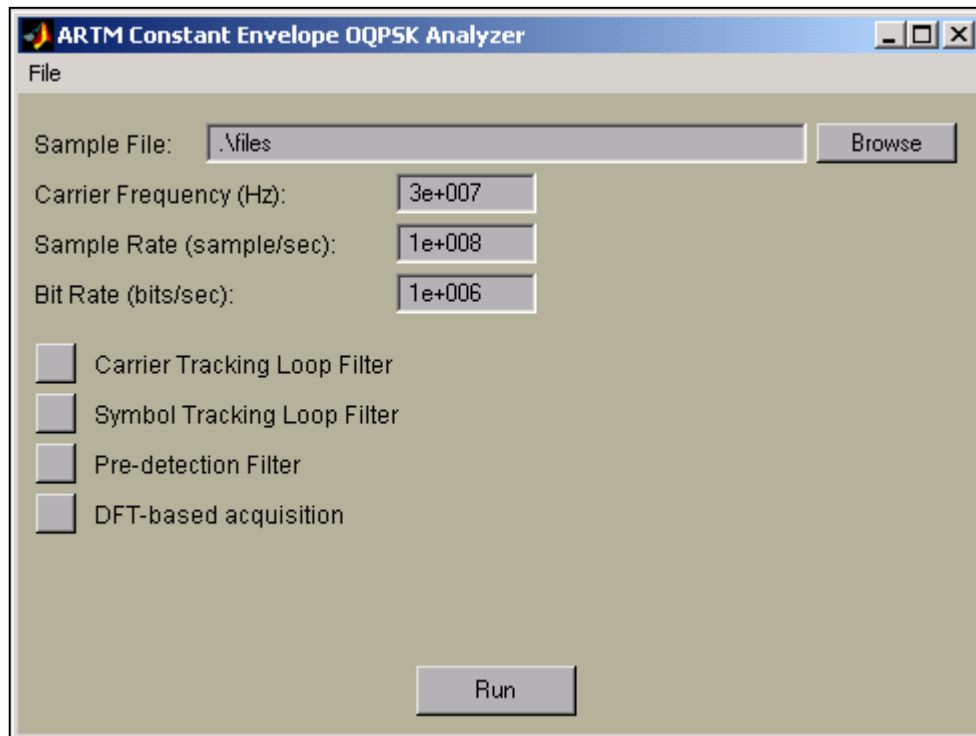 ARTM Constant Envelope OQPSK Analyzer
File
Sample File: .\files Browse
Carrier Frequency (Hz): 3e+007
Sample Rate (sample/sec): 1e+008
Bit Rate (bits/sec): 1e+006
Carrier Tracking Loop Filter
Symbol Tracking Loop Filter
Pre-detection Filter
DFT-based acquisition
Run